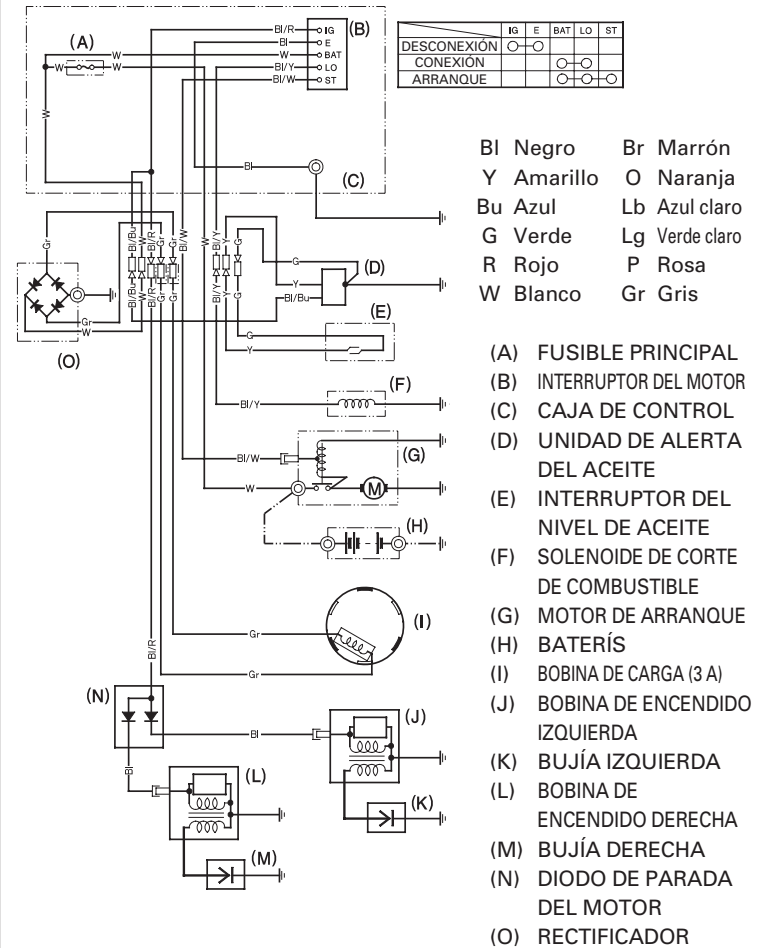 (A)
(B)
Bl/R
IG
Bl
E
W
BAT
W
W
Bl/Y
LO
Bl/W
ST
W
Bl
(C)
IG E BAT LO ST
DESCONEXIÓN
CONEXIÓN
ARRANQUE
Bl Negro Br Marrón
Y Amarillo O Naranja
Bu Azul Lb Azul claro
G Verde Lg Verde claro
R Rojo P Rosa
W Blanco Gr Gris
Gr
Bl/Bu
W
Bl/R
Gr
Gr
Bl/W
W
Bl/Y
Y
G
G
Y
Bl/Bu
(D)
Bl/Bu
W
Bl/R
Gr
Gr
Bl/Y
Y
G
Gr
W
(O)
(E)
G
Y
(F)
Bl/Y
(G)
Bl/W
W
M
(H)
(I)
Gr
Gr
Bl/R
(N)
(J)
Bl
Bl
(L)
(K)
(M)
(A) FUSIBLE PRINCIPAL
(B) INTERRUPTOR DEL MOTOR
(C) CAJA DE CONTROL
(D) UNIDAD DE ALERTA
DEL ACEITE
(E) INTERRUPTOR DEL
NIVEL DE ACEITE
(F) SOLENOIDE DE CORTE
DE COMBUSTIBLE
(G) MOTOR DE ARRANQUE
(H) BATERÍS
(I) BOBINA DE CARGA (3 A)
(J) BOBINA DE ENCENDIDO
IZQUIERDA
(K) BUJÍA IZQUIERDA
(L) BOBINA DE
ENCENDIDO DERECHA
(M) BUJÍA DERECHA
(N) DIODO DE PARADA
DEL MOTOR
(O) RECTIFICADOR